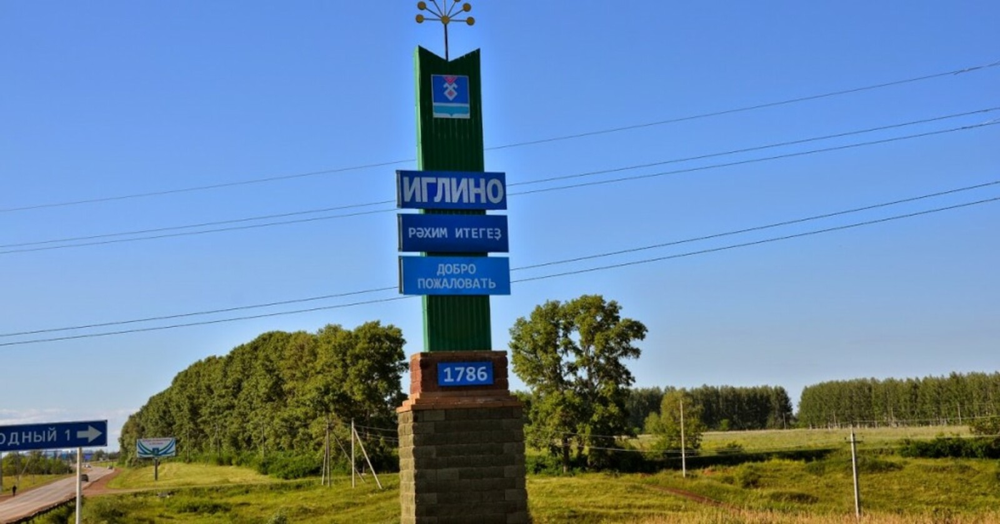 ИГЛИНО
РӘХИМ ИТЕГЕҘ
ДОБРО
ПОЖАЛОВАТЬ
1786
ОДНЫЙ 1